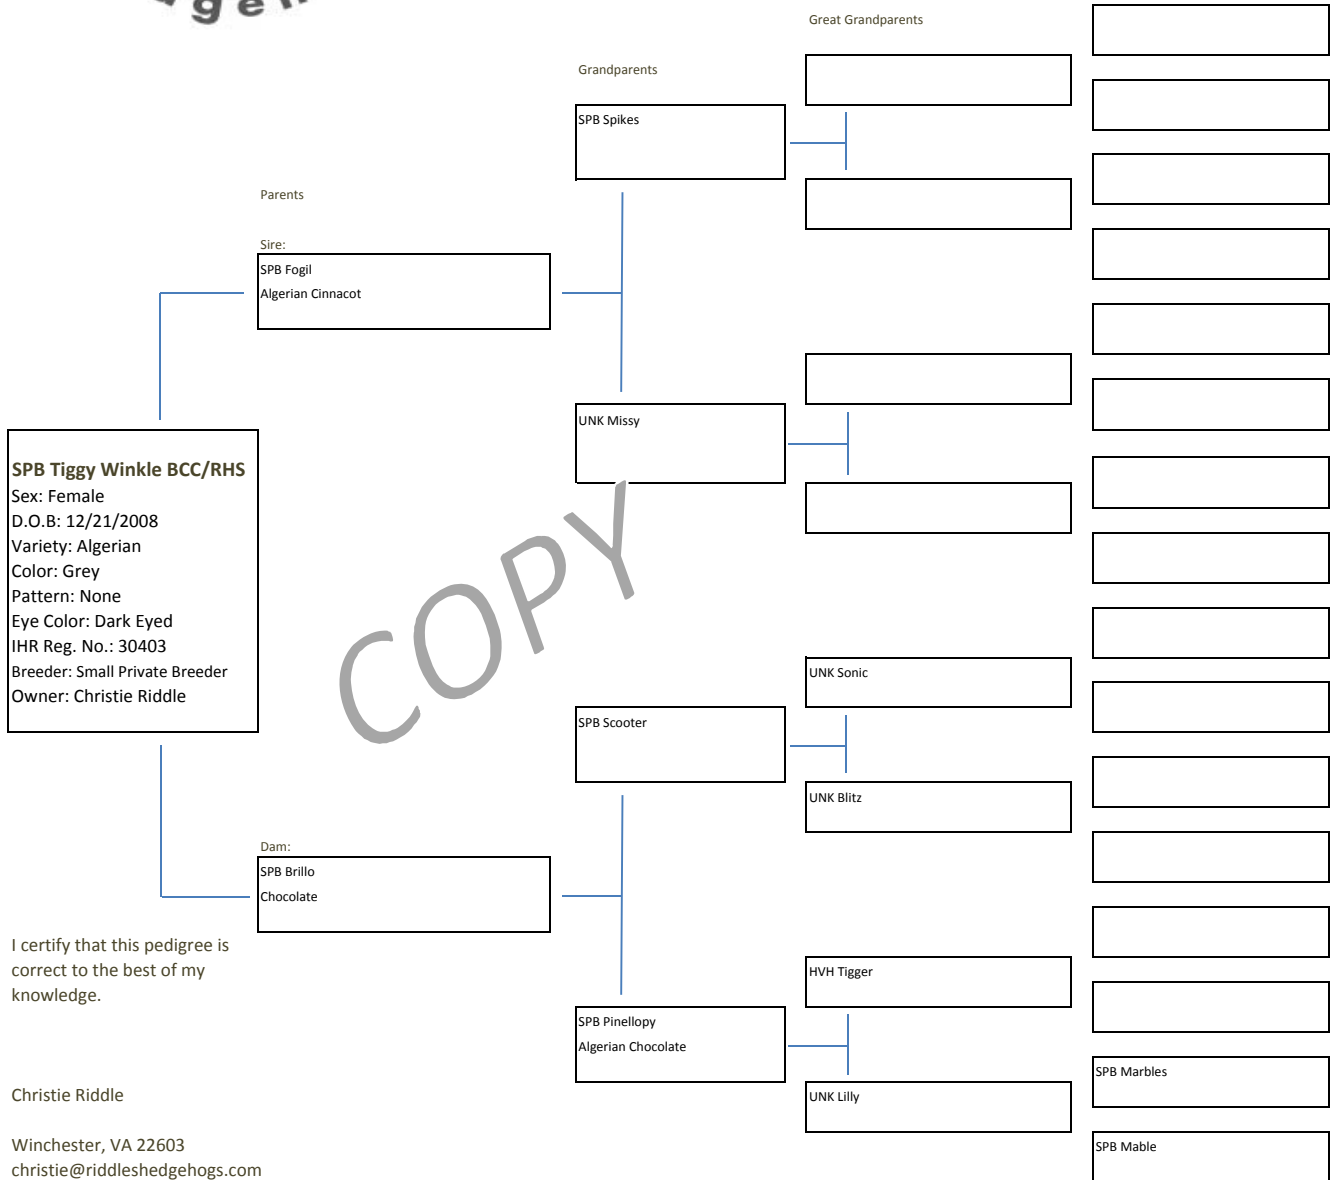 Great Grandparents
Grandparents
SPB Spikes
Parents
Sire:
SPB Fogil
Algerian Cinnacot
UNK Missy
SPB Tiggy Winkle BCC/RHS
Sex: Female
D.O.B: 12/21/2008
Variety: Algerian
Color: Grey
Pattern: None
Eye Color: Dark Eyed
IHR Reg. No.: 30403
Breeder: Small Private Breeder
Owner: Christie Riddle
COPY
UNK Sonic
SPB Scooter
UNK Blitz
Dam:
SPB Brillo
Chocolate
HVH Tigger
SPB Pinellopy
Algerian Chocolate
UNK Lilly
SPB Marbles
SPB Mable
I certify that this pedigree is
correct to the best of my
knowledge.
Christie Riddle
Winchester, VA 22603
christie@riddleshedgehogs.com